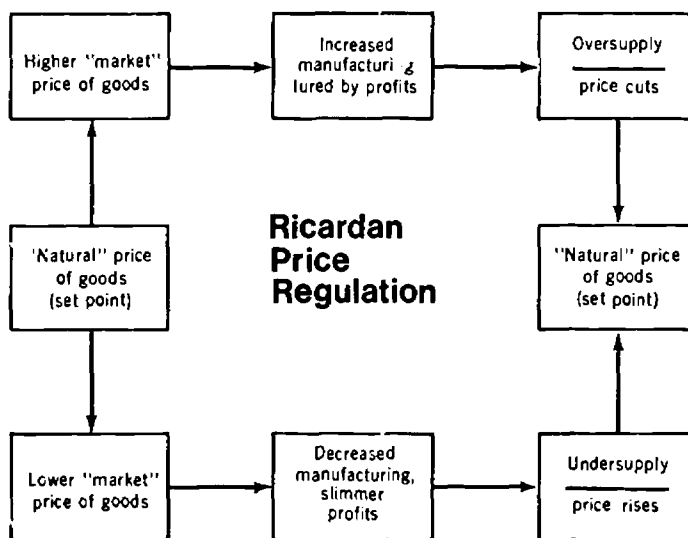 Higher "market"
price of goods
Increased
manufacturi g
lured by profits
Oversupply
price cuts
'Natural" price
of goods
(set point)
Ricardan
Price
Regulation
"Natural" price
of goods
(set point)
Lower "market"
price of goods
Decreased
manufacturing,
slimmer
profits
Undersupply
price rises